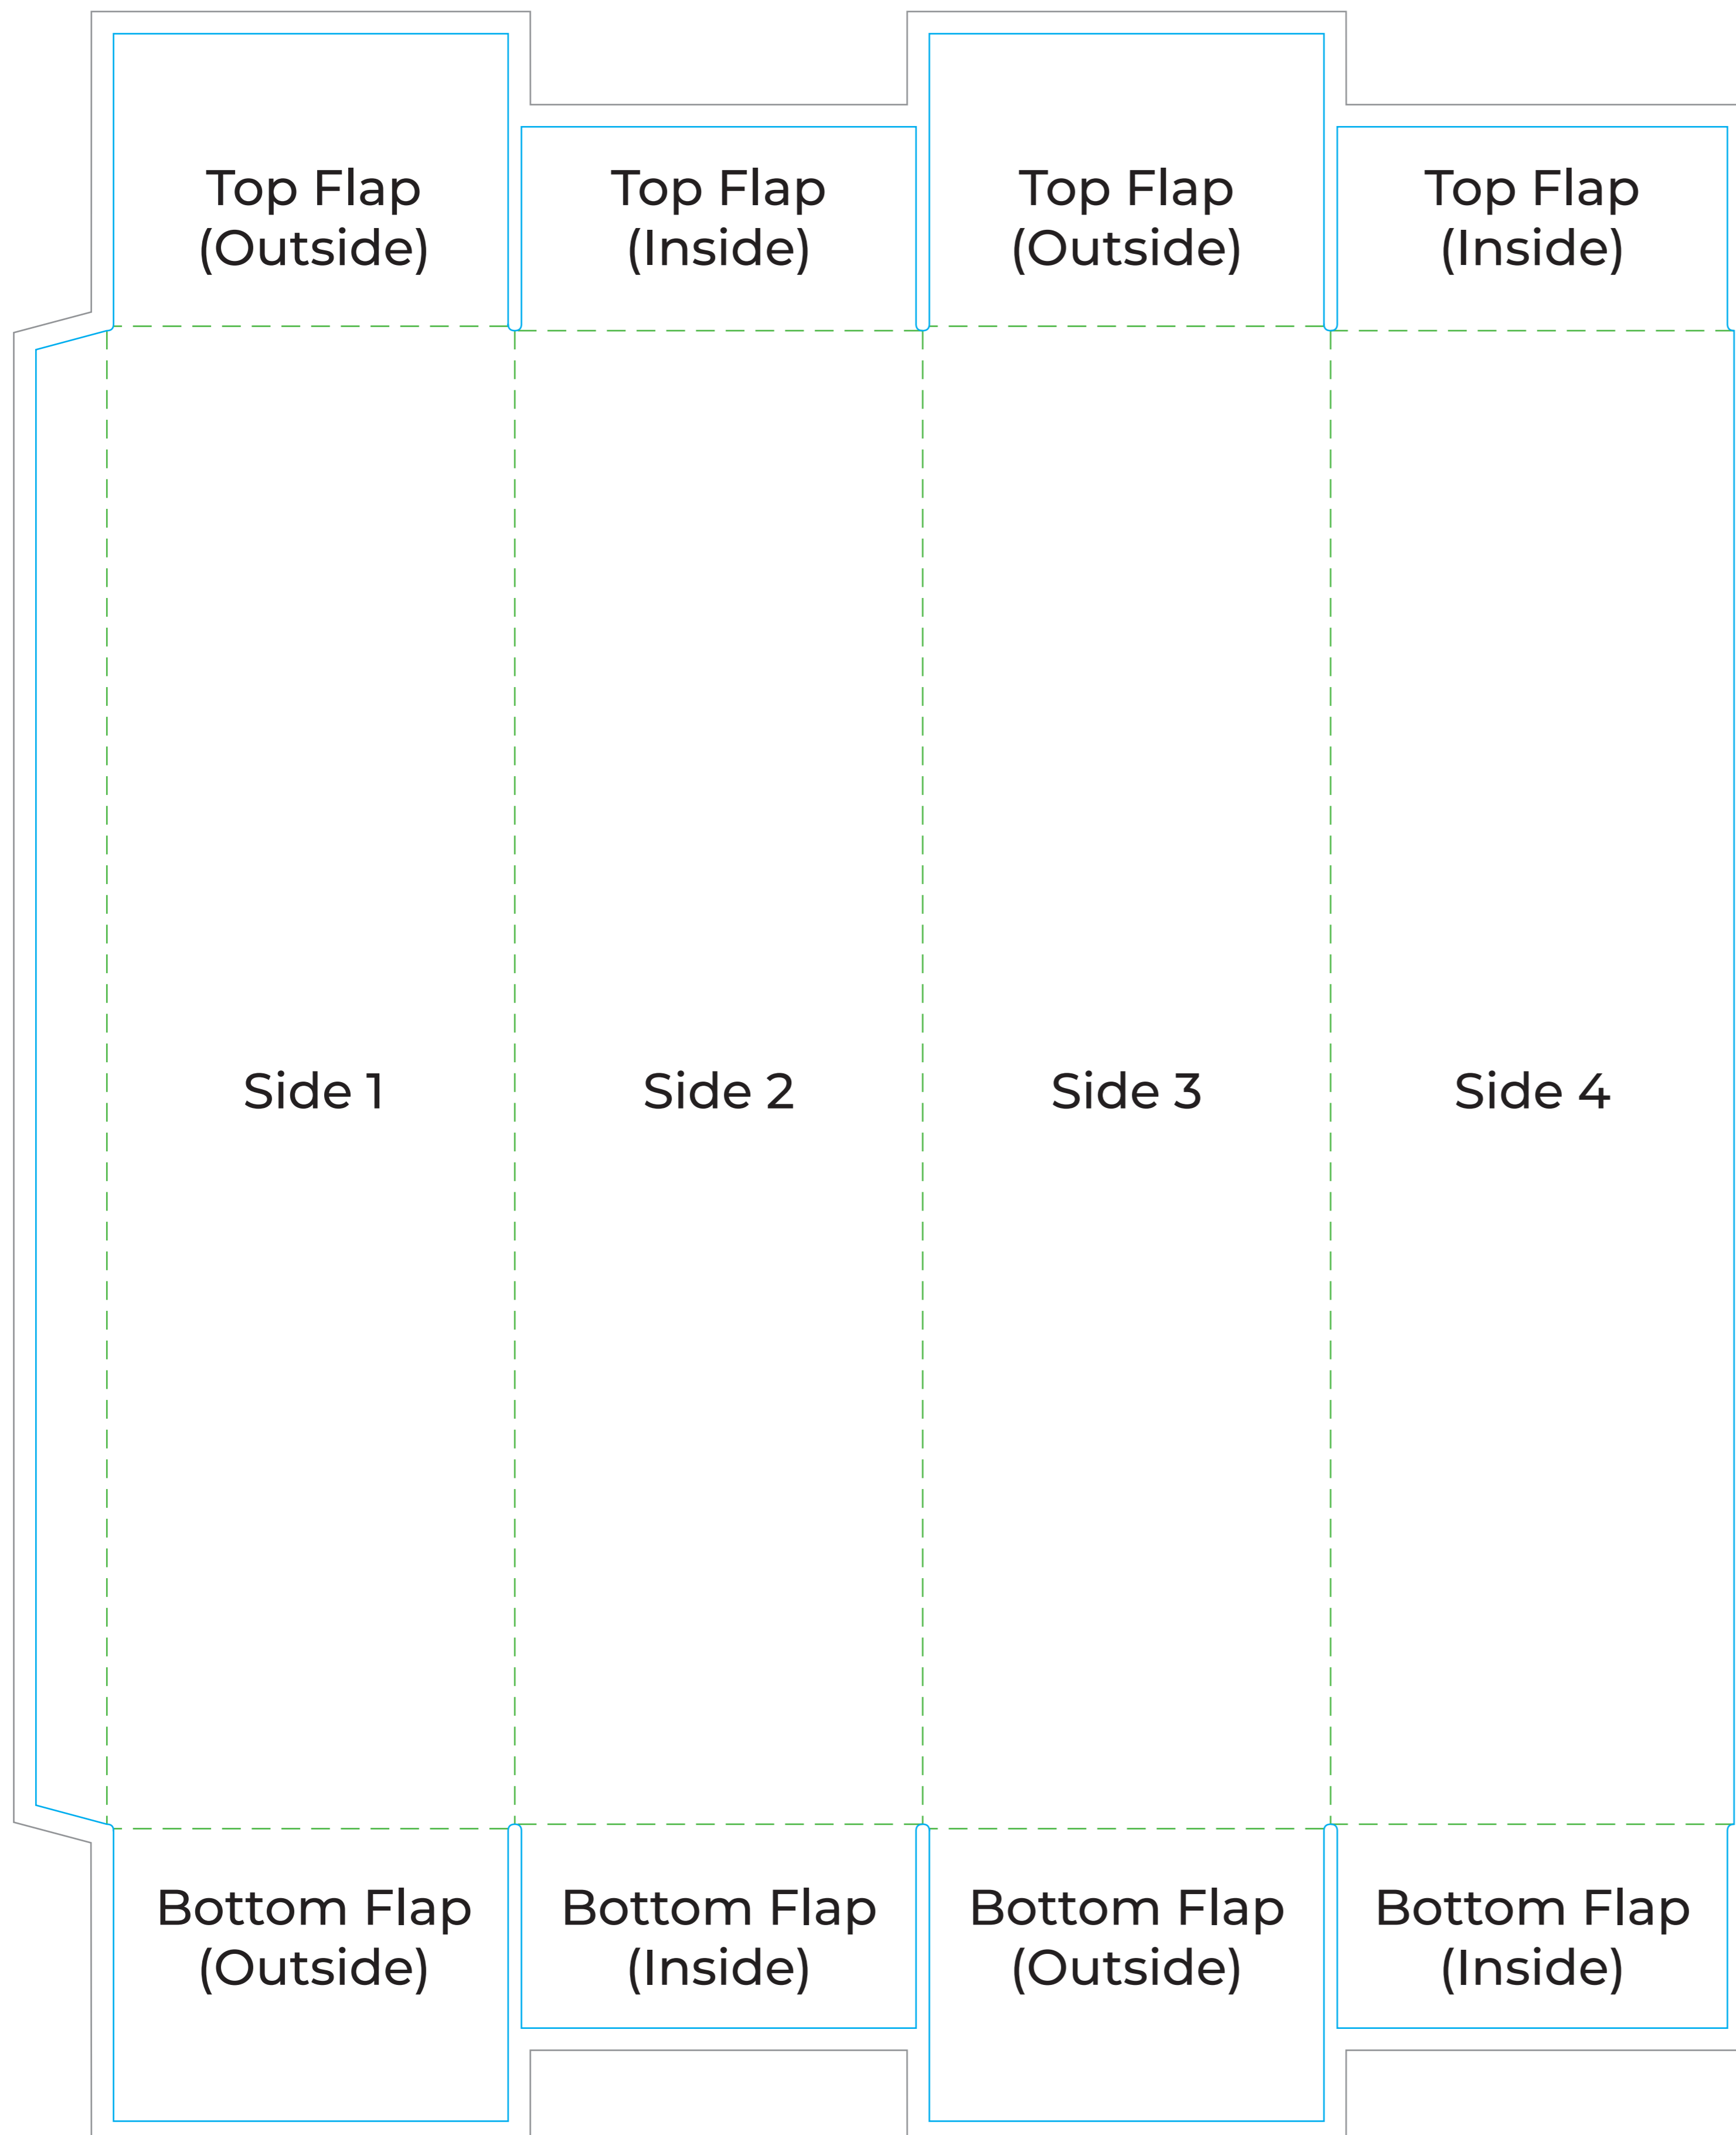 Top Flap
(Outside)
Top Flap
(Inside)
Top Flap
(Outside)
Top Flap
(Inside)
Side 1
Side 2
Side 3
Side 4
Bottom Flap
(Outside)
Bottom Flap
(Inside)
Bottom Flap
(Outside)
Bottom Flap
(Inside)